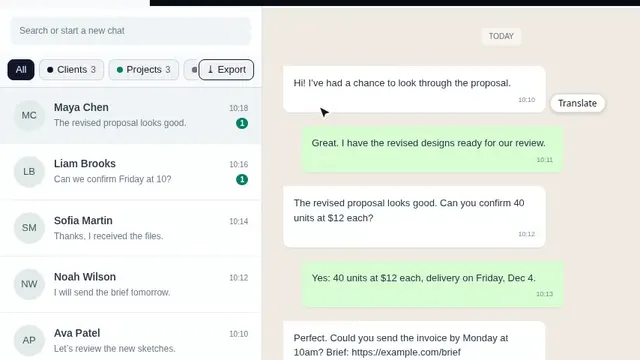 Search or start a new chat
All
Clients 3
Projects 3
Export
MC
Maya Chen
10:18
The revised proposal looks good.
1
LB
Liam Brooks
10:16
Can we confirm Friday at 10?
1
SM
Sofia Martin
10:14
Thanks, I received the files.
NW
Noah Wilson
10:12
I will send the brief tomorrow.
AP
Ava Patel
10:10
Let's review the new sketches.
TODAY
Hi! I've had a chance to look through the proposal.
10:10
Translate
Great. I have the revised designs ready for our review.
10:11
The revised proposal looks good. Can you confirm 40
units at $12 each?
10:12
Yes: 40 units at $12 each, delivery on Friday, Dec 4.
10:13
Perfect. Could you send the invoice by Monday at
10am? Brief: https://example.com/brief